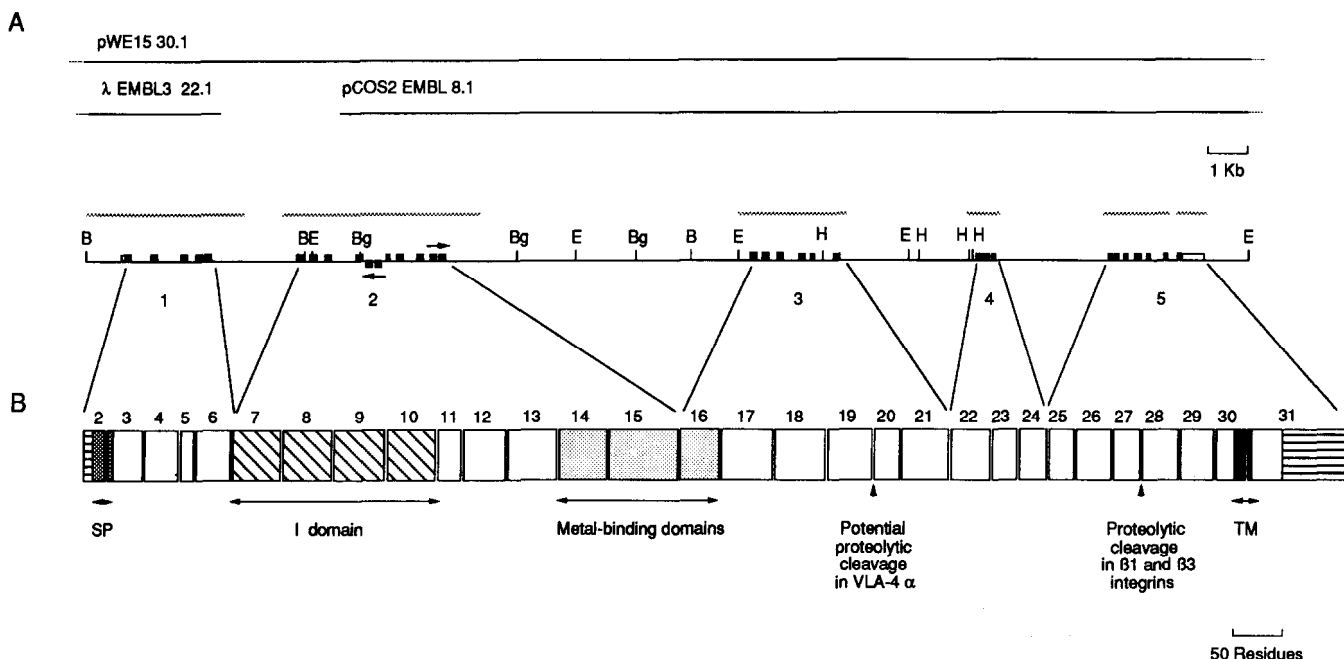 A
pWE15 30.1
λ EMBL3 22.1 pCOS2 EMBL 8.1
1 Kb
B BE Bg Bg E Bg B E H E H H H E
1 2 3 4 5
B
2 3 4 5 6 7 8 9 10 11 12 13 14 15 16 17 18 19 20 21 22 23 24 25 26 27 28 29 30 31
SP I domain Metal-binding domains Potential proteolytic cleavage in VLA-4 α Proteolytic cleavage in ß1 and ß3 integrins TM
50 Residues